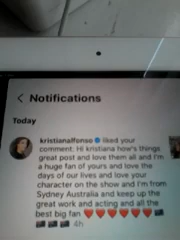 < Notifications
Today
kristianalfonso liked your
comment: Hi kristiana how's things
great post and love them all and I'm
a huge fan of yours and love the
days of our lives and love your
character on the show and I'm from
Sydney Australia and keep up the
great work and acting and all the
best big fan ❤️❤️❤️❤️❤️❤️
4h